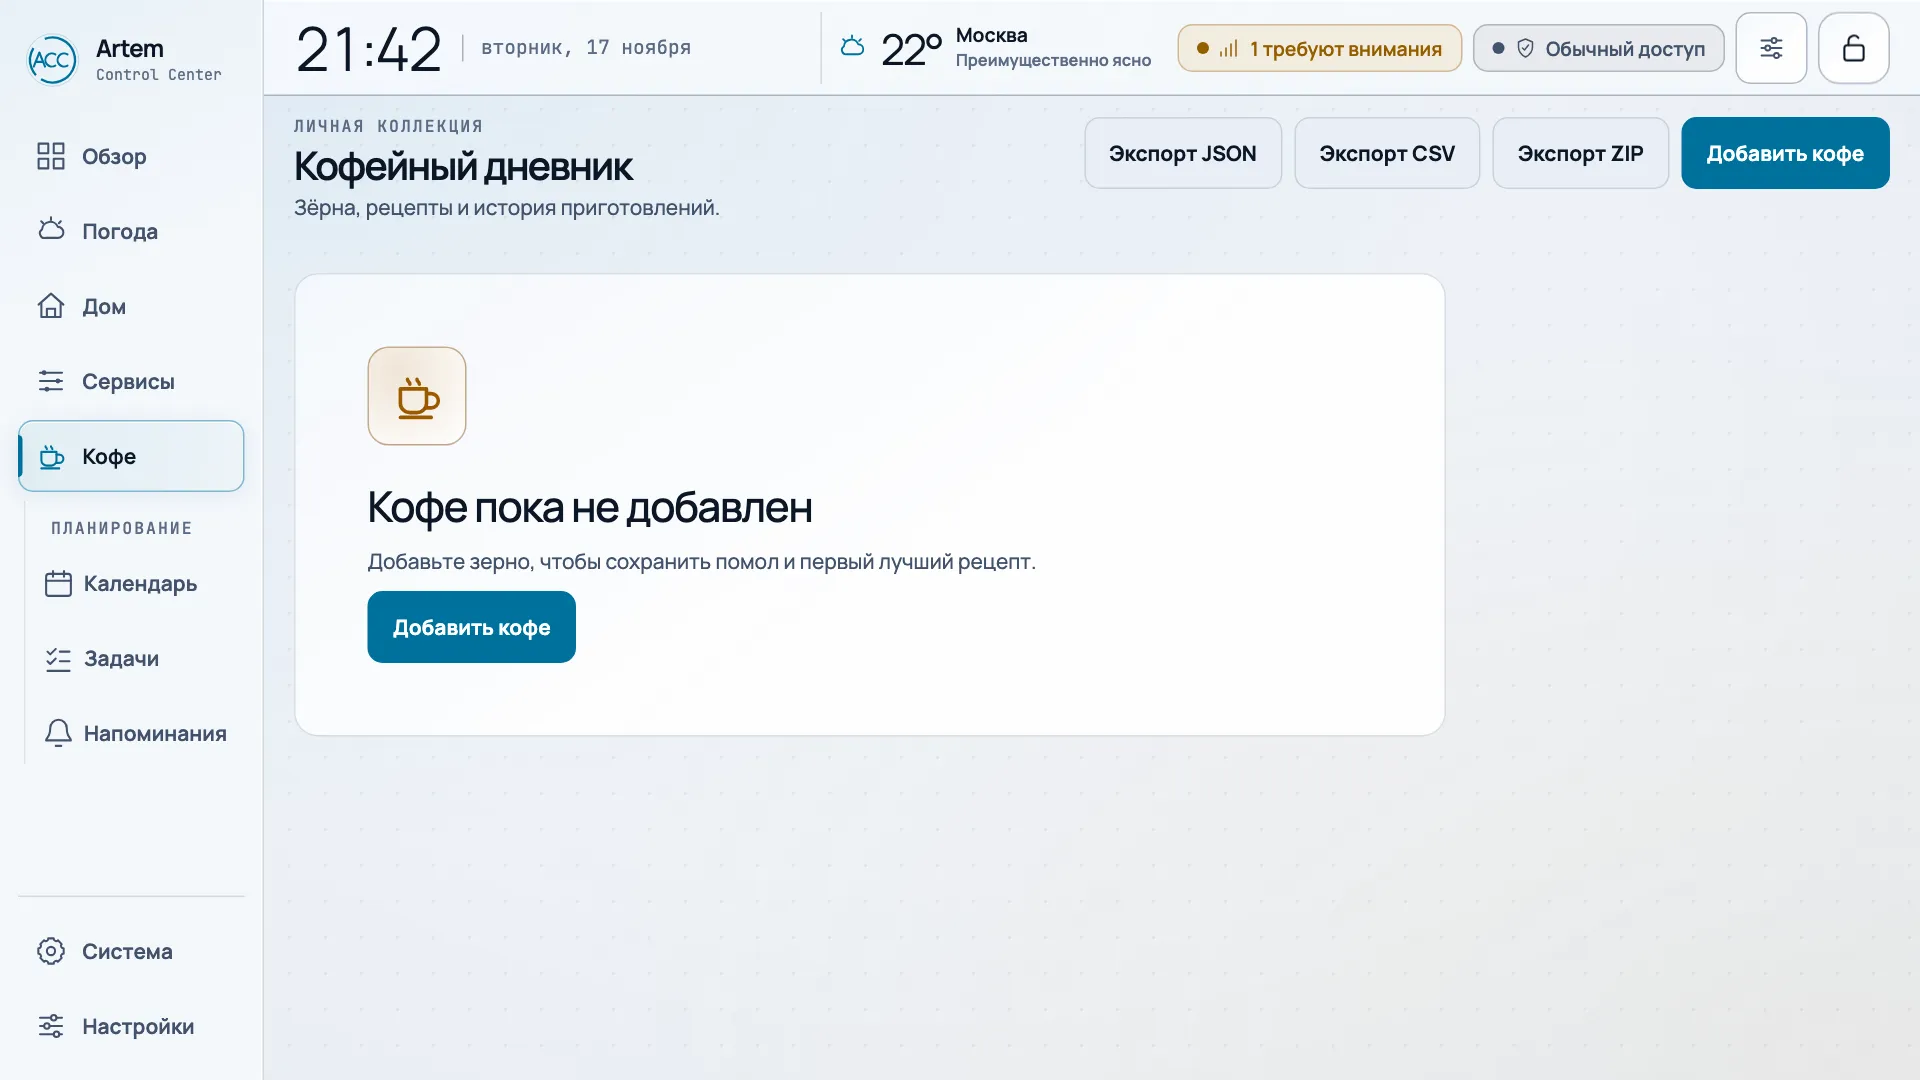 ACC
Artem
Control Center
Обзор
Погода
Дом
Сервисы
Кофе
ПЛАНИРОВАНИЕ
Календарь
Задачи
Напоминания
Система
Настройки
21:42
вторник, 17 ноября
22°
Москва
Преимущественно ясно
1 требуют внимания
Обычный доступ
ЛИЧНАЯ КОЛЛЕКЦИЯ
Кофейный дневник
Зёрна, рецепты и история приготовлений.
Экспорт JSON
Экспорт CSV
Экспорт ZIP
Добавить кофе
Кофе пока не добавлен
Добавьте зерно, чтобы сохранить помол и первый лучший рецепт.
Добавить кофе